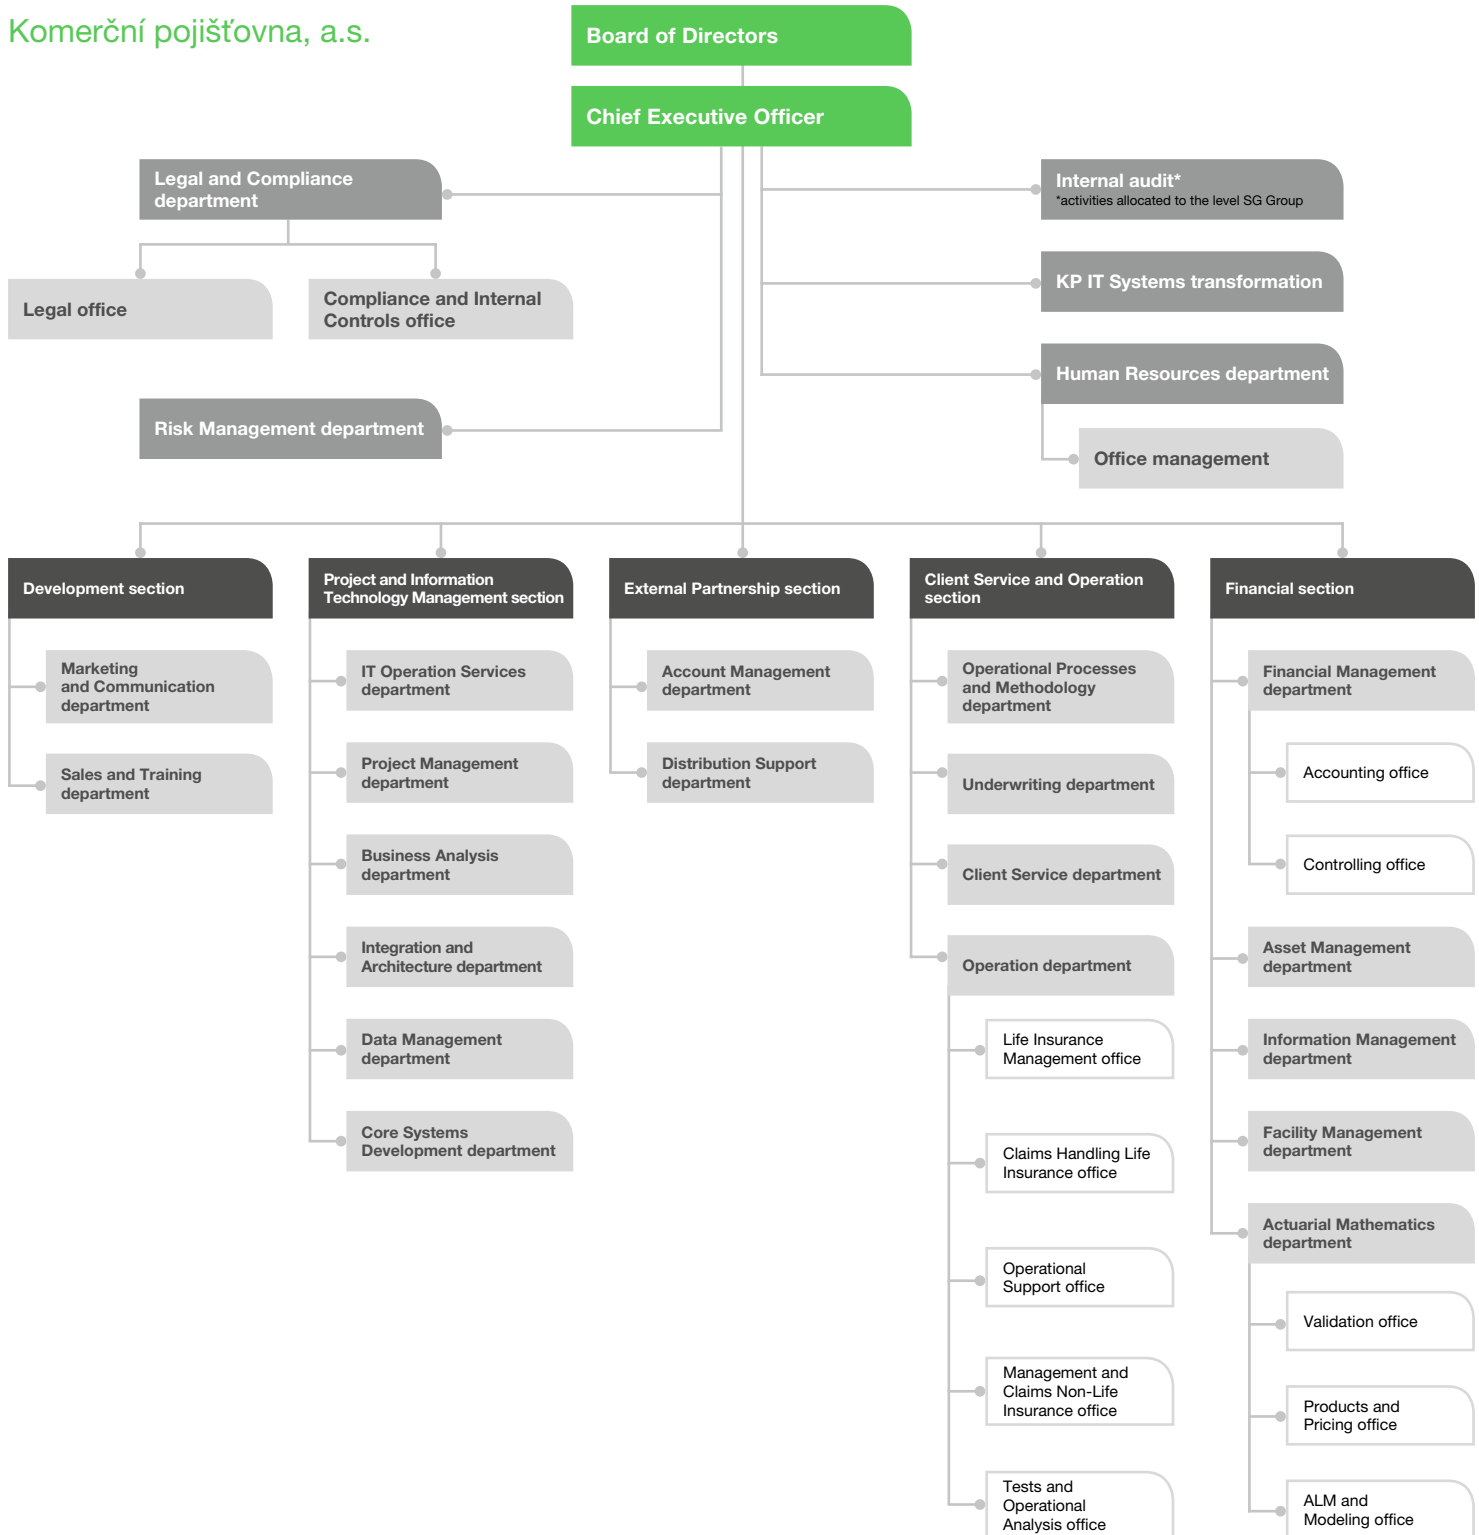 Komerční pojišťovna, a.s.
Board of Directors
Chief Executive Officer
Legal and Compliance
department
Internal audit*
*activities allocated to the level SG Group
Legal office
Compliance and Internal
Controls office
KP IT Systems transformation
Human Resources department
Risk Management department
Office management
Development section
Marketing
and Communication
department
Sales and Training
department
Project and Information
Technology Management section
IT Operation Services
department
Project Management
department
Business Analysis
department
Integration and
Architecture department
Data Management
department
Core Systems
Development department
External Partnership section
Account Management
department
Distribution Support
department
Client Service and Operation
section
Operational Processes
and Methodology
department
Underwriting department
Client Service department
Operation department
Life Insurance
Management office
Claims Handling Life
Insurance office
Operational
Support office
Management and
Claims Non-Life
Insurance office
Tests and
Operational
Analysis office
Financial section
Financial Management
department
Accounting office
Controlling office
Asset Management
department
Information Management
department
Facility Management
department
Actuarial Mathematics
department
Validation office
Products and
Pricing office
ALM and
Modeling office